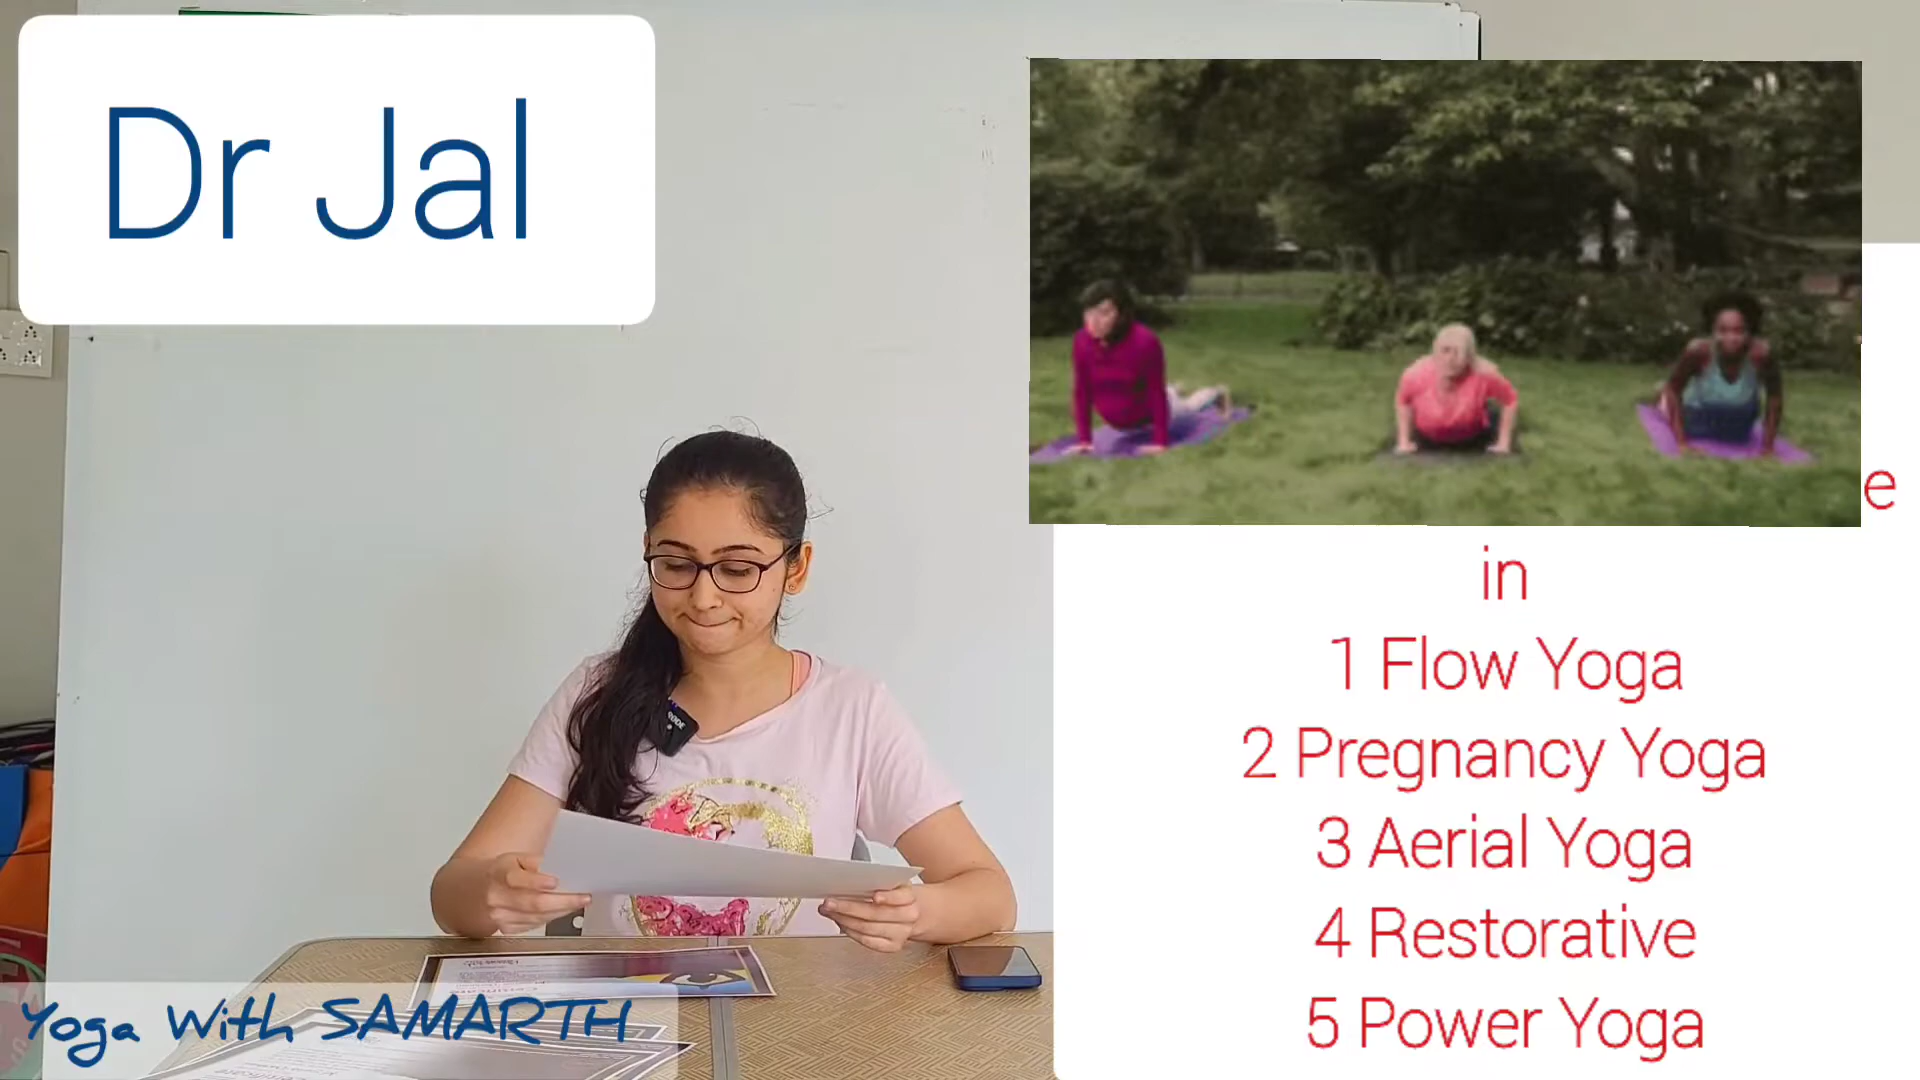 Dr Jal
e
in
1 Flow Yoga
2 Pregnancy Yoga
3 Aerial Yoga
4 Restorative
5 Power Yoga
Yoga With SAMARTH